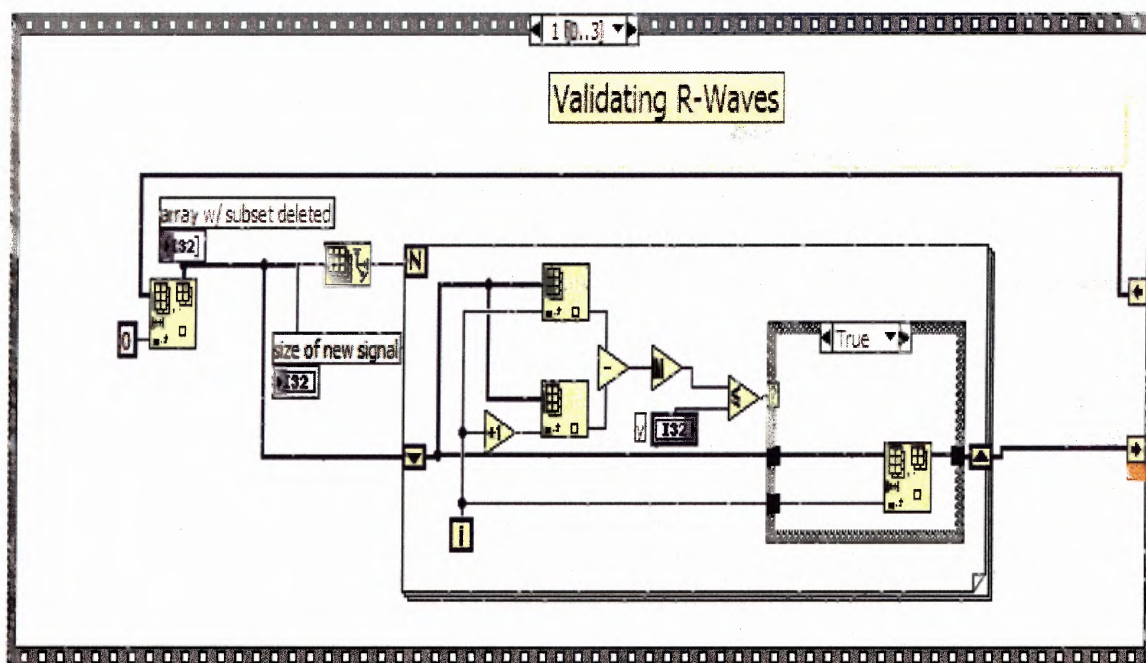 1 [0..3]
Validating R-Waves
array w/ subset deleted
I32]
N
0
size of new signal
I32
True
-
+1
y
I32
i